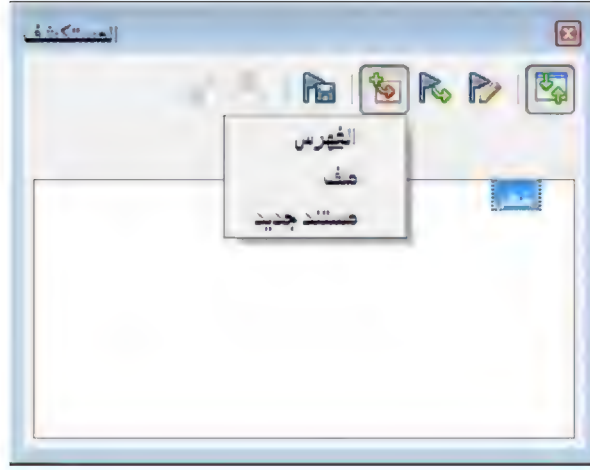 المستكشف
الفهرس
ملف
مستند جديد